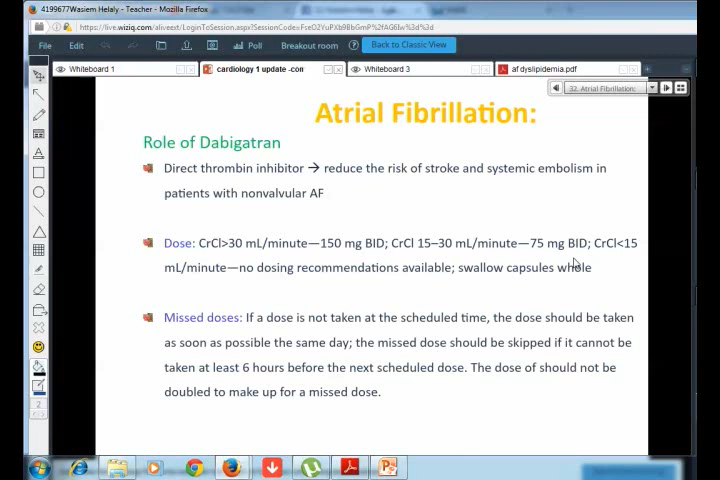 4199677Wasiem Helaly - Teacher - Mozilla Firefox
https://live.wiziq.com/aliveext/LoginToSession.aspx?SessionCode=
File Edit Poll Breakout room Back to Classic View
Whiteboard 1 cardiology 1 update -con Whiteboard 3 af dyslipidemia.pdf
32. Atrial Fibrillation:
Atrial Fibrillation:
Role of Dabigatran
Direct thrombin inhibitor → reduce the risk of stroke and systemic embolism in
patients with nonvalvular AF
Dose: CrCl>30 mL/minute—150 mg BID; CrCl 15–30 mL/minute—75 mg BID; CrCl<15
mL/minute—no dosing recommendations available; swallow capsules whole
Missed doses: If a dose is not taken at the scheduled time, the dose should be taken
as soon as possible the same day; the missed dose should be skipped if it cannot be
taken at least 6 hours before the next scheduled dose. The dose of should not be
doubled to make up for a missed dose.
2